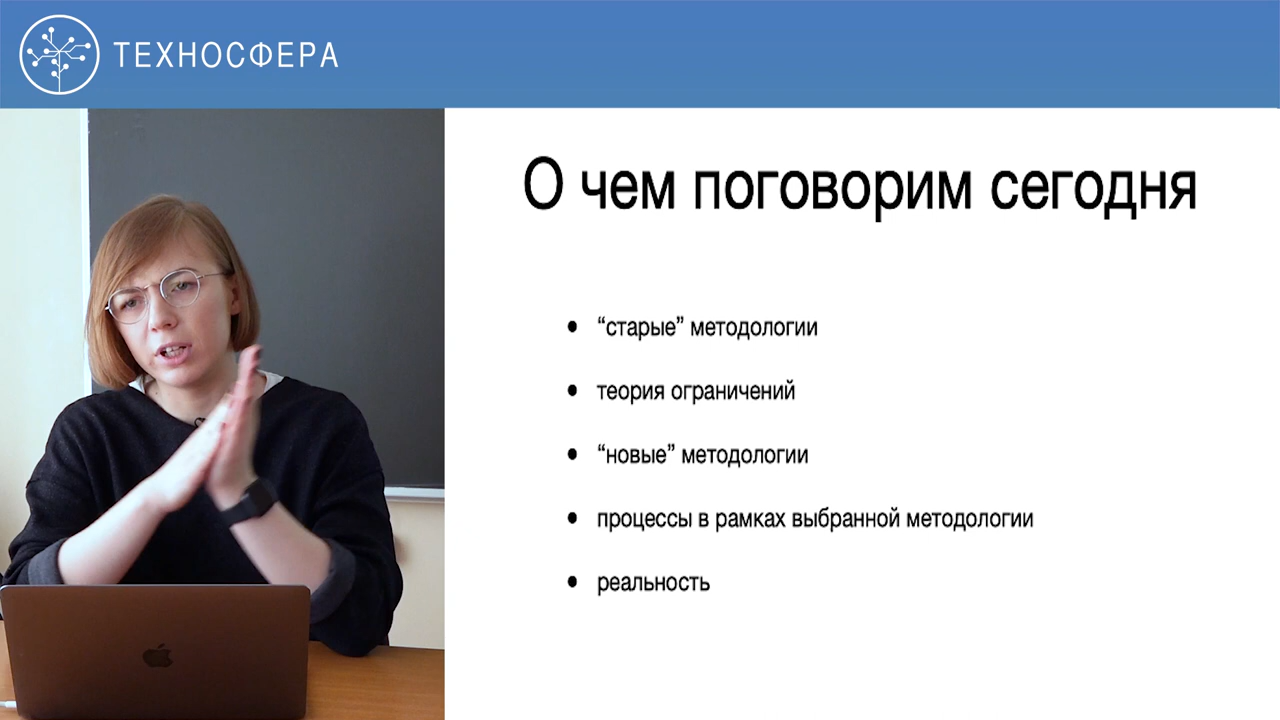 ТЕХНОСФЕРА
О чем поговорим сегодня
• “старые” методологии
• теория ограничений
• “новые” методологии
• процессы в рамках выбранной методологии
• реальность